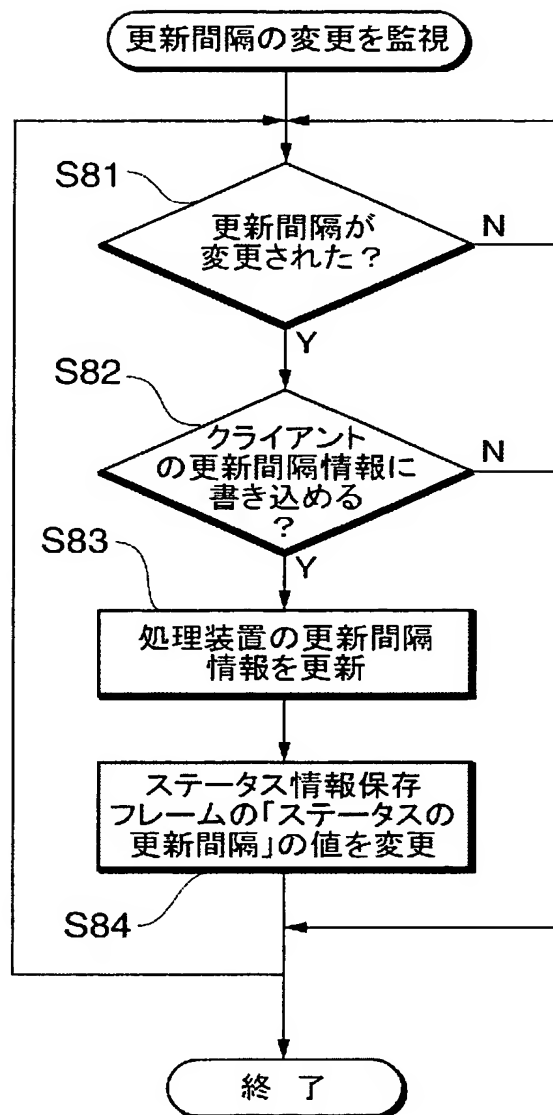 更新間隔の変更を監視
S81
更新間隔が
変更された？
N
Y
S82
クライアント
の更新間隔情報に
書き込める
？
N
Y
S83
処理装置の更新間隔
情報を更新
ステータス情報保存
フレームの「ステータスの
更新間隔」の値を変更
S84
終 了